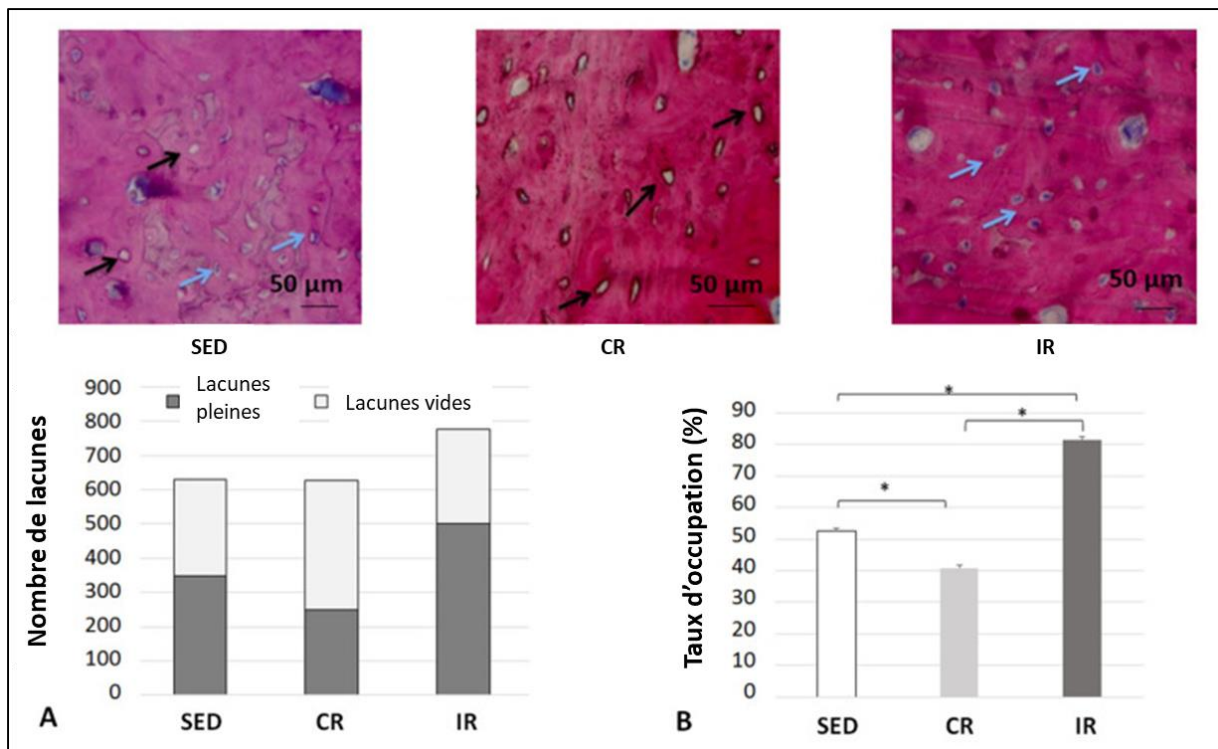 50 µm
50 µm
50 µm
SED
CR
IR
Nombre de lacunes
900
800
700
600
500
400
300
200
100
0
Lacunes
pleines
Lacunes vides
A
SED
CR
IR
Taux d’occupation (%)
90
80
70
60
50
40
30
20
10
0
*
*
*
B
SED
CR
IR